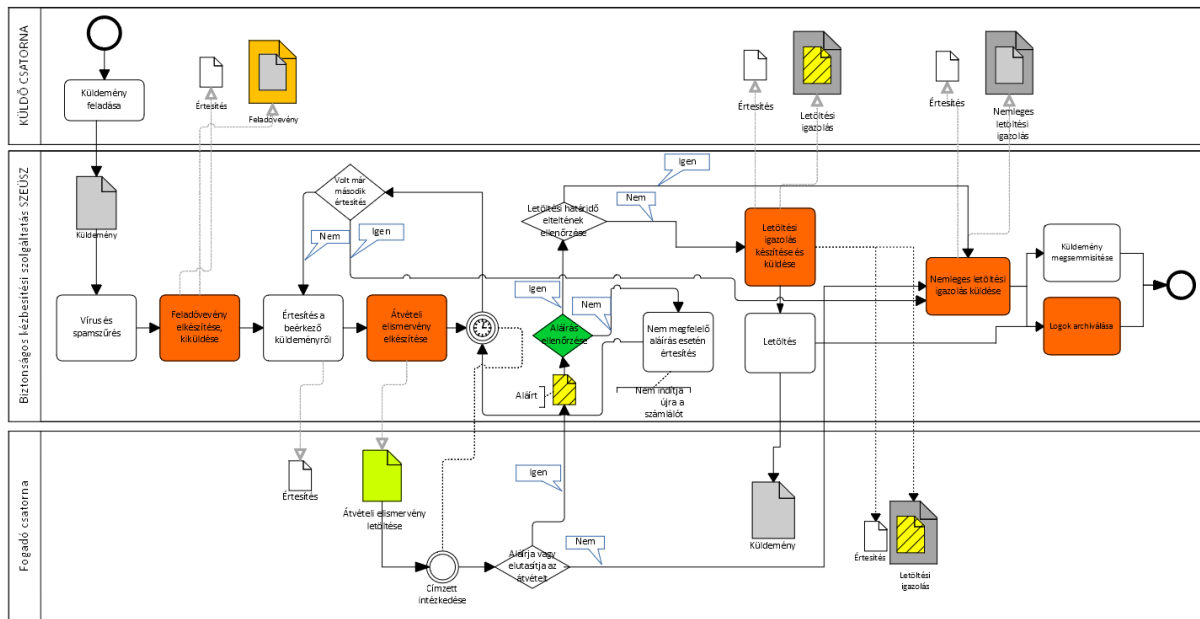 KÜLDŐ CSATORNA
Küldemény
feladása
Értesítés
Feladóvevény
Értesítés
Letöltési
igazolás
Értesítés
Nemleges
letöltési
igazolás
Biztonságos kézbesítési szolgáltatás SZEÜSZ
Küldemény
Vírus és
spamszűrés
Feladóvevény
elkészítése,
kiküldése
Értesítés a
beérkező
küldeményről
Átvételi
elismervény
elkészítése
Volt már
második
értesítés
Nem
Igen
Igen
Nem
Letöltési határidő
elteltének
ellenőrzése
Igen
Nem
Aláírás
ellenőrzése
Aláírt
Nem megfelelő
aláírás esetén
értesítés
Nem indítja
újra a
számlálót
Letöltési
igazolás
készítése és
küldése
Letöltés
Nemleges letöltési
igazolás küldése
Küldemény
megsemmisítése
Logok archiválása
Fogadó csatorna
Értesítés
Átvételi elismervény
letöltése
Címzett
intézkedése
Igen
Aláírja vagy
elutasítja az
átvételt
Nem
Küldemény
Értesítés
Letöltési
igazolás